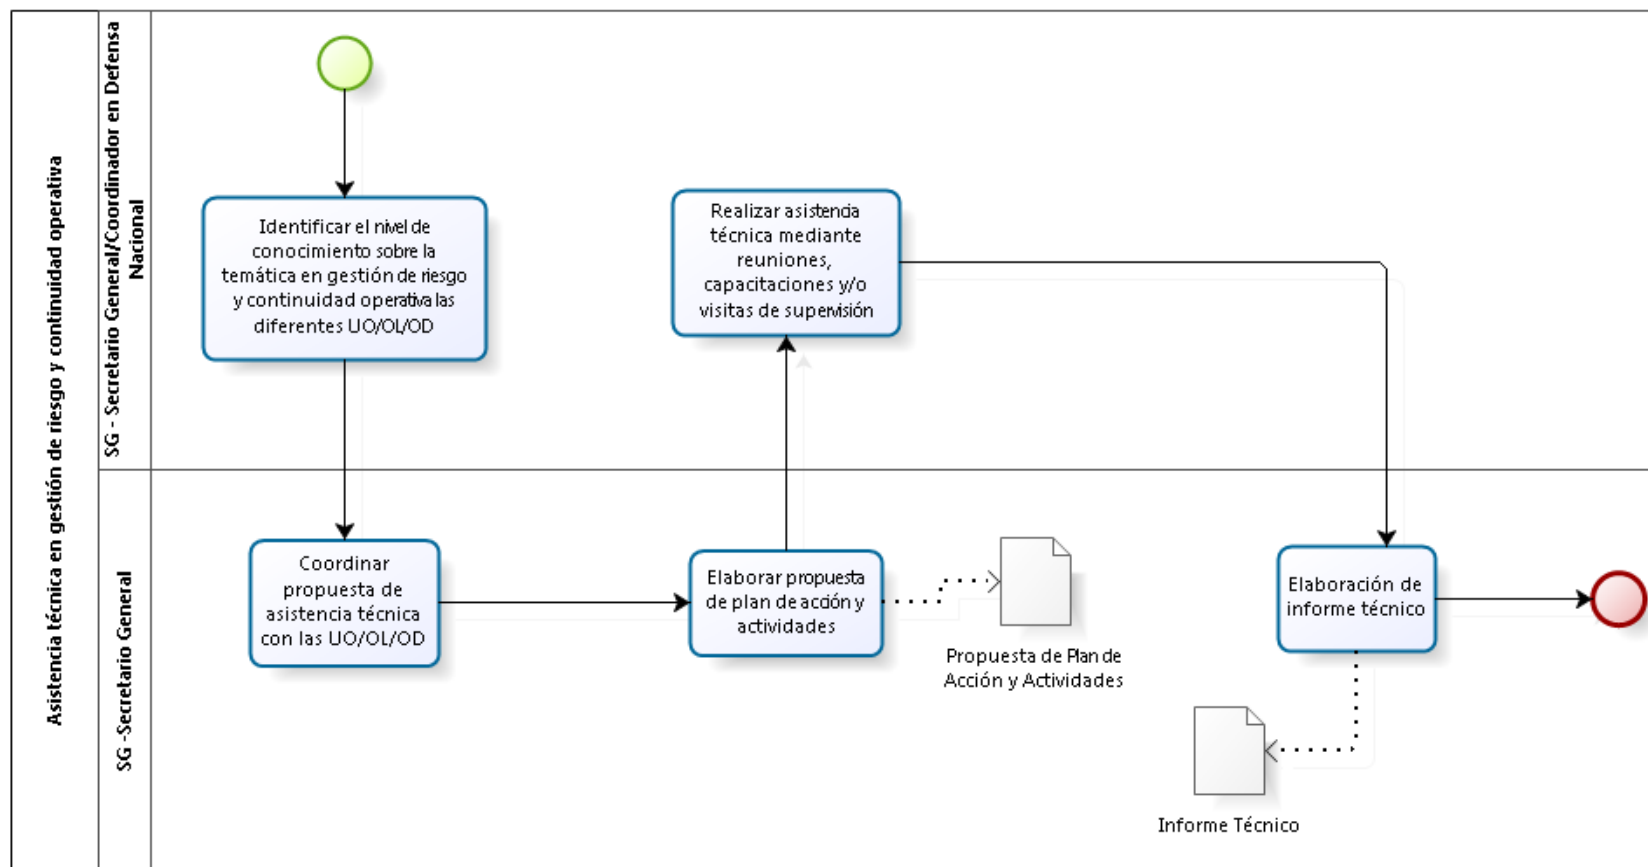 Asistencia técnica en gestión de riesgo y continuidad operativa
SG - Secretario General/Coordinador en Defensa
Nacional
Identificar el nivel de
conocimiento sobre la
temática en gestión de riesgo
y continuidad operativa las
diferentes UO/OL/OD
Realizar asistencia
técnica mediante
reuniones,
capacitaciones y/o
visitas de supervisión
SG -Secretario General
Coordinar
propuesta de
asistencia técnica
con las UO/OL/OD
Elaborar propuesta
de plan de acción y
actividades
Propuesta de Plan de
Acción y Actividades
Elaboración de
informe técnico
Informe Técnico